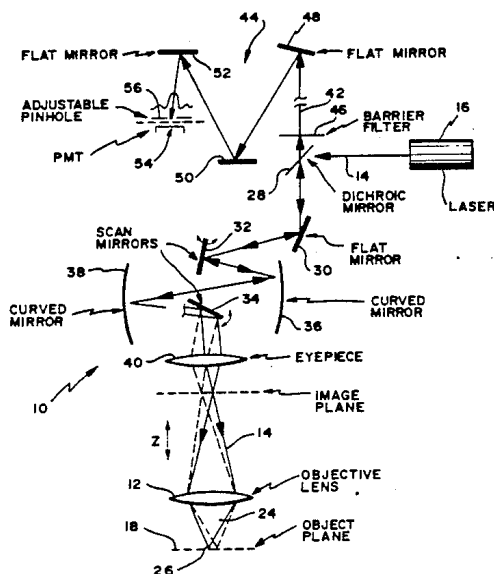 48
44
FLAT MIRROR
FLAT MIRROR
52
56
42
ADJUSTABLE
PINHOLE
46
BARRIER
FILTER
16
PMT
54
50
28
14
DICHROIC
MIRROR
LASER
SCAN
MIRRORS
32
FLAT
MIRROR
30
38
34
CURVED
MIRROR
CURVED
MIRROR
36
40
EYEPIECE
10
IMAGE
PLANE
Z
14
12
OBJECTIVE
LENS
24
18
OBJECT
PLANE
26